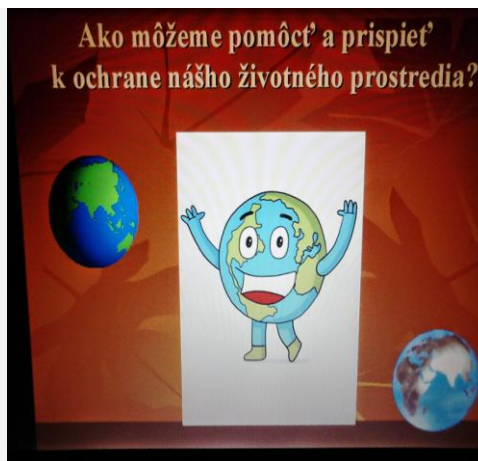 Ako môžeme pomôcť a prispieť
k ochrane nášho životného prostredia?